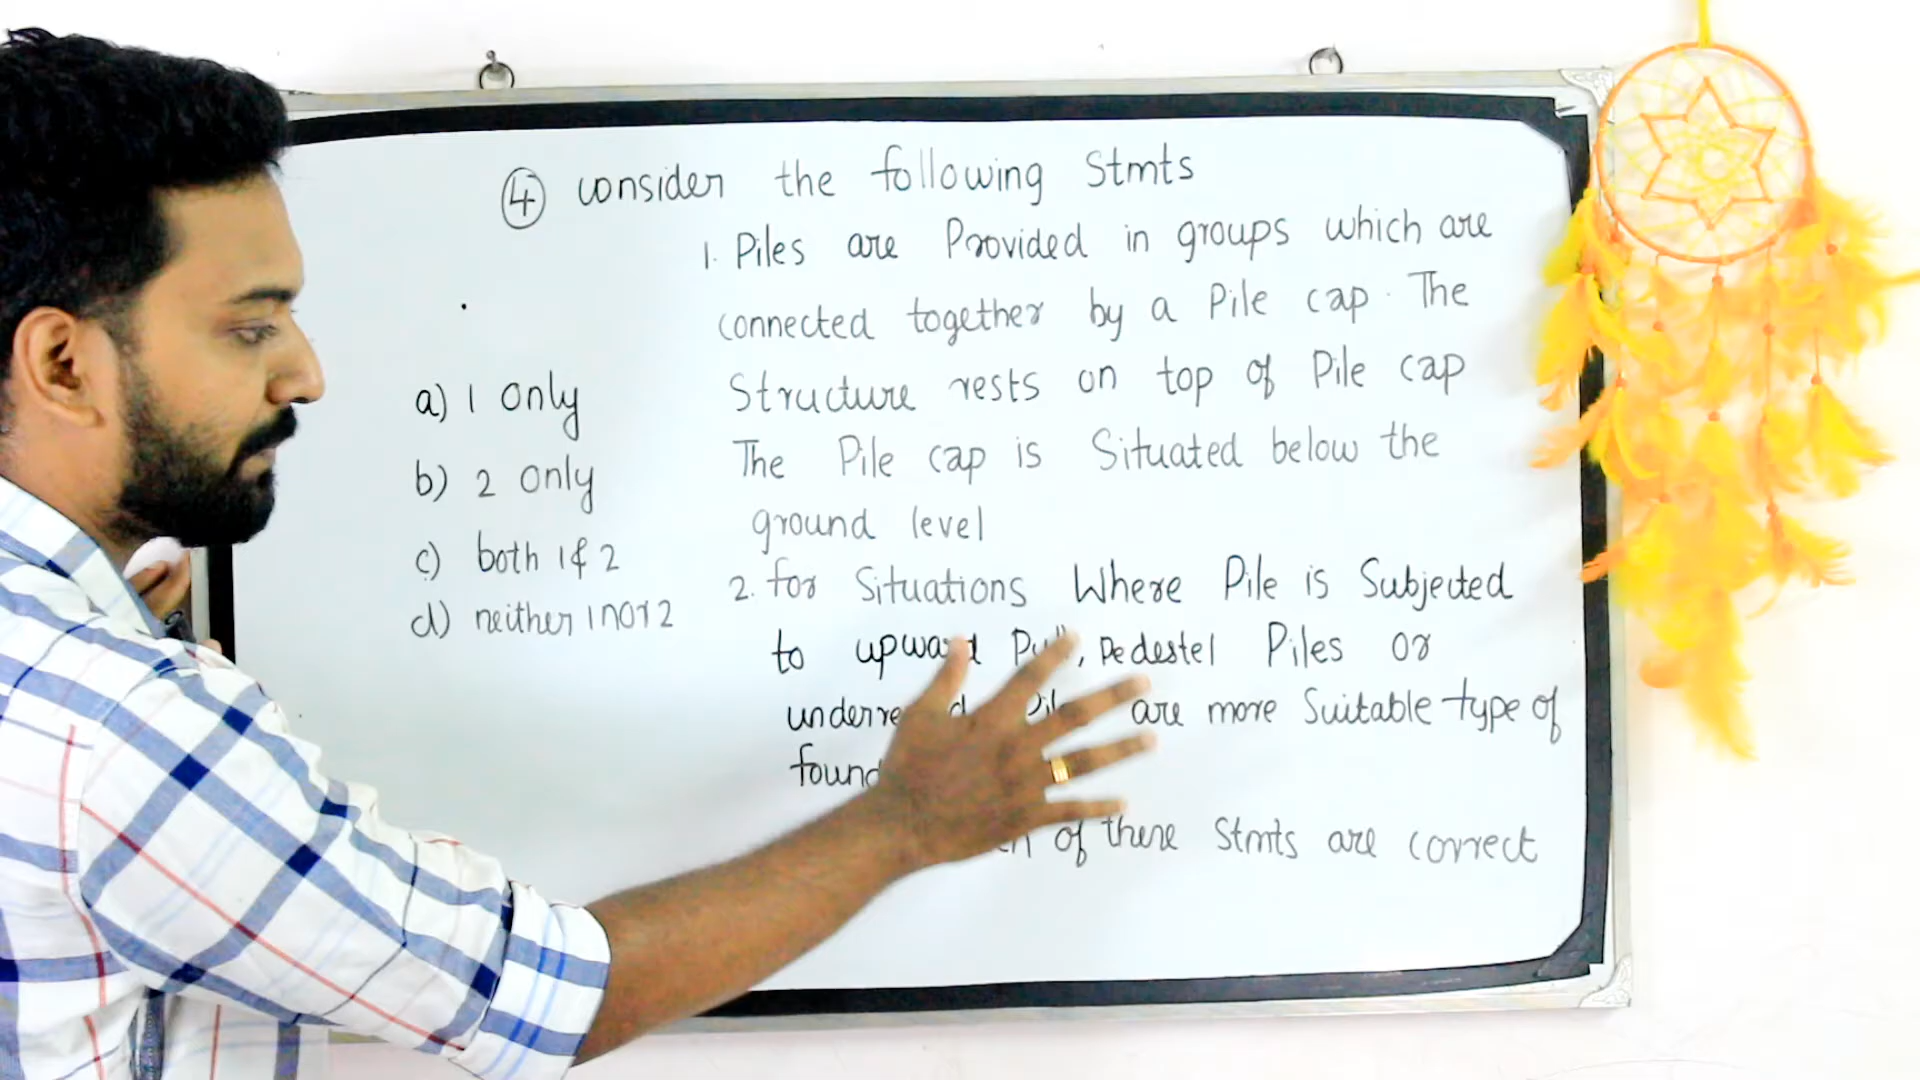 ④ consider the following Stmts
1. Piles are Provided in groups which are
connected together by a Pile cap. The
Structure rests on top of Pile cap
The Pile cap is Situated below the
ground level
2. for Situations Where Pile is Subjected
to upward Pull, Pedestel Piles or
are more Suitable type of
of there Stmts are correct
a) 1 only
b) 2 only
c) both 1 & 2
d) neither 1 nor 2